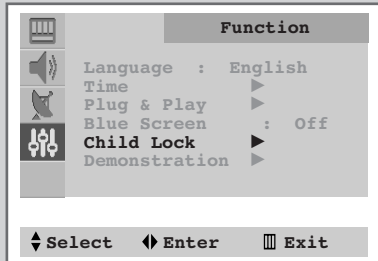 Function
Language : English
Time ▶
Plug & Play ▶
Blue Screen : Off
Child Lock ▶
Demonstration ▶
Select Enter Exit